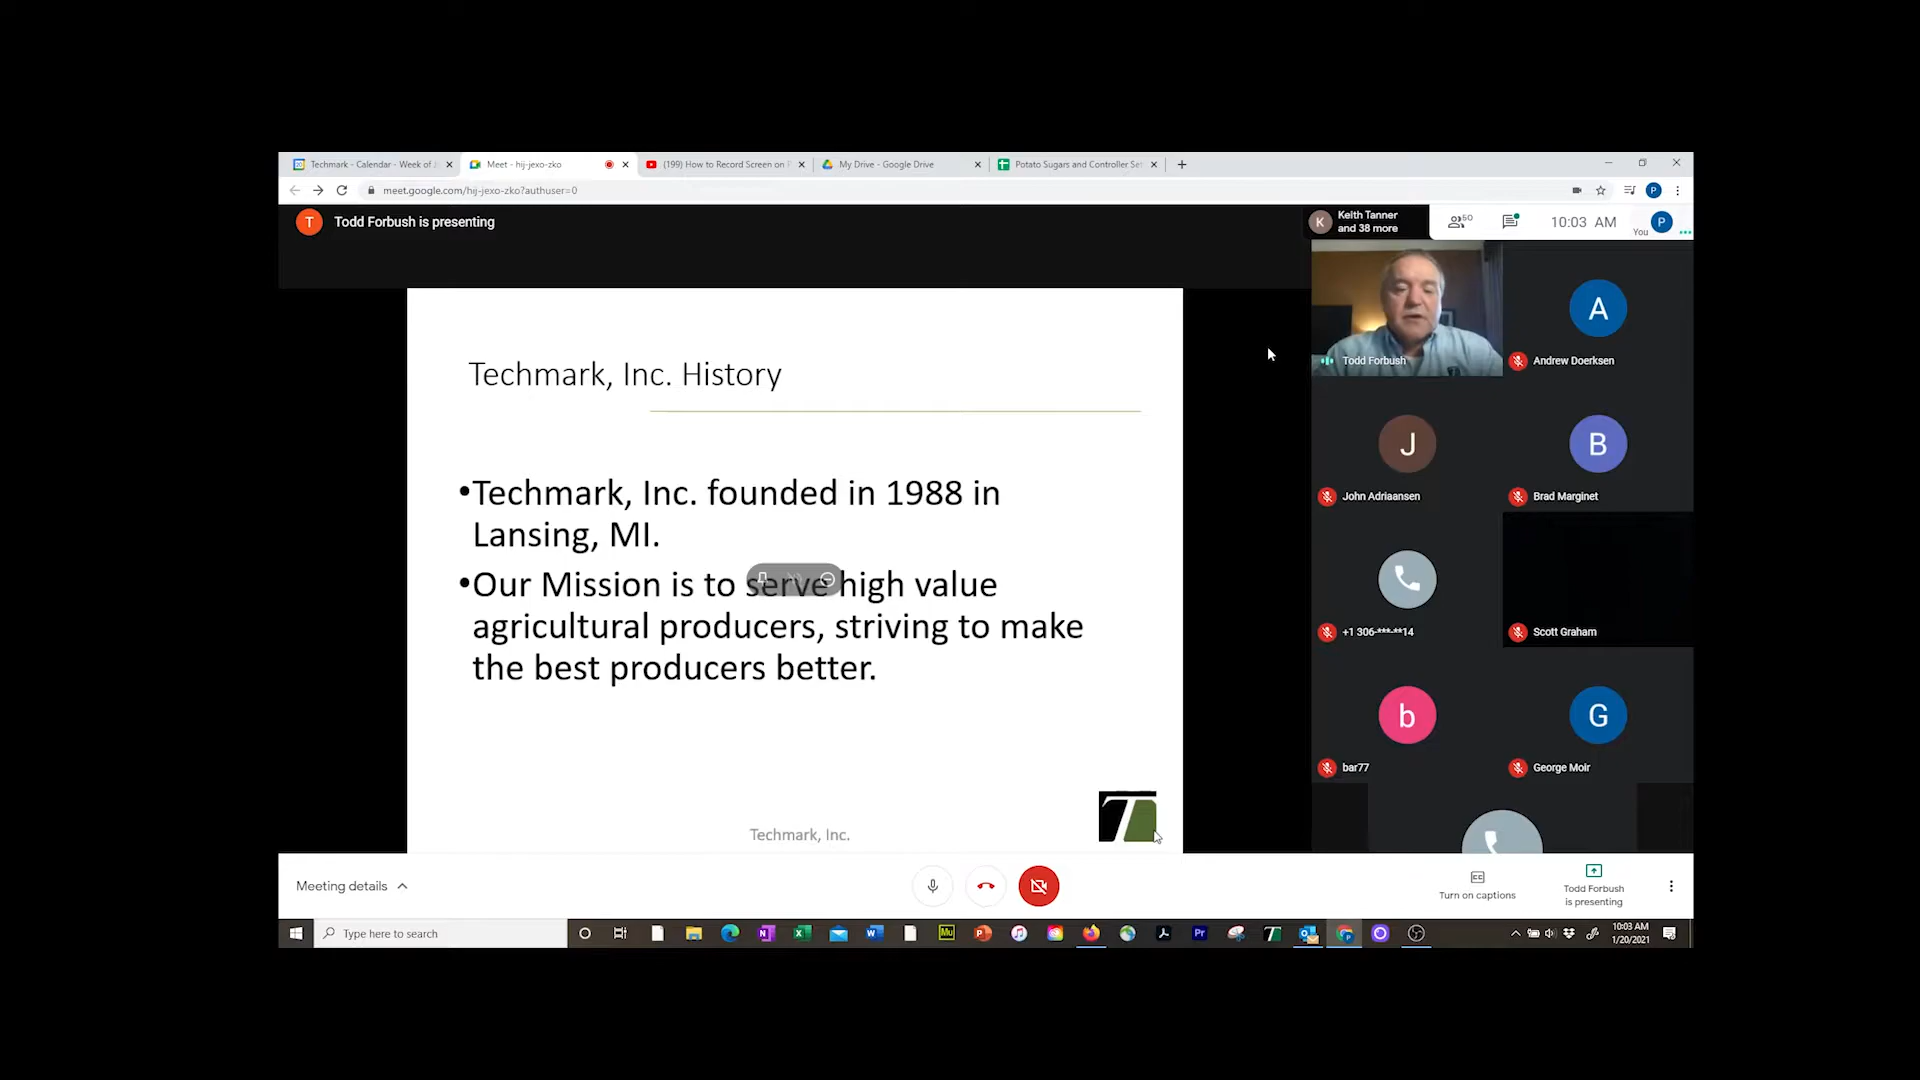 Techmark - Calendar - Week of
Meet - hij-jexo-zko
(199) How to Record Screen on
My Drive - Google Drive
Potato Sugars and Controller Set
meet.google.com/hij-jexo-zko?authuser=0
T
Todd Forbush is presenting
K
Keith Tanner
and 38 more
50
10:03 AM
You
P
P
Todd Forbush
A
Andrew Doerksen
Techmark, Inc. History
J
John Adriaansen
B
Brad Marginet
•Techmark, Inc. founded in 1988 in
Lansing, MI.
•Our Mission is to serve high value
agricultural producers, striving to make
the best producers better.
+1 306-***-**14
Scott Graham
b
bar77
G
George Moir
Techmark, Inc.
T
Meeting details
CC
Turn on captions
Todd Forbush
is presenting
Type here to search
Mu
Pr
10:03 AM
1/20/2021